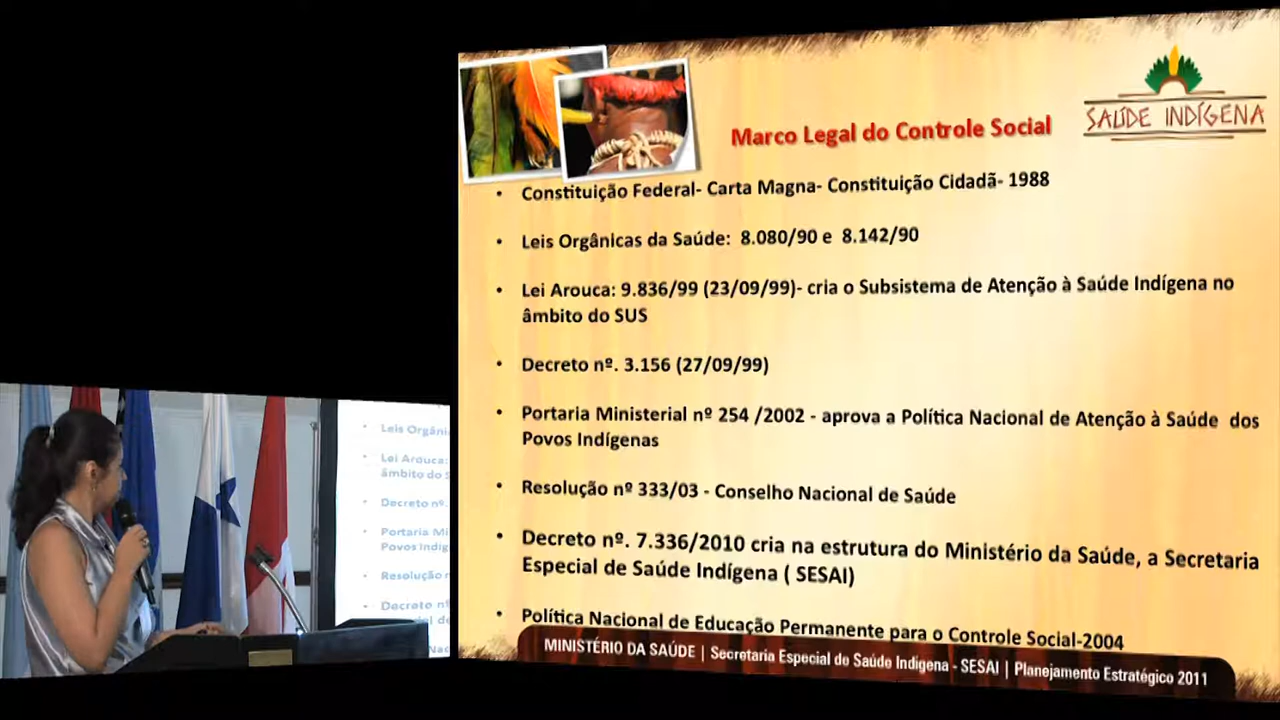 Marco Legal do Controle Social
SAÚDE INDÍGENA
• Constituição Federal- Carta Magna- Constituição Cidadã- 1988
• Leis Orgânicas da Saúde: 8.080/90 e 8.142/90
• Lei Arouca: 9.836/99 (23/09/99)- cria o Subsistema de Atenção à Saúde Indígena no
âmbito do SUS
• Decreto nº. 3.156 (27/09/99)
• Portaria Ministerial nº 254 /2002 - aprova a Política Nacional de Atenção à Saúde dos
Povos Indígenas
• Resolução nº 333/03 - Conselho Nacional de Saúde
• Decreto nº. 7.336/2010 cria na estrutura do Ministério da Saúde, a Secretaria
Especial de Saúde Indígena ( SESAI)
• Política Nacional de Educação Permanente para o Controle Social-2004
MINISTÉRIO DA SAÚDE | Secretaria Especial de Saúde Indígena - SESAI | Planejamento Estratégico 2011
• Leis Orgâni
• Lei Arouca:
âmbito do S
• Decreto nº.
• Portaria Mi
Povos Indíg
• Resolução n
• Decreto nº